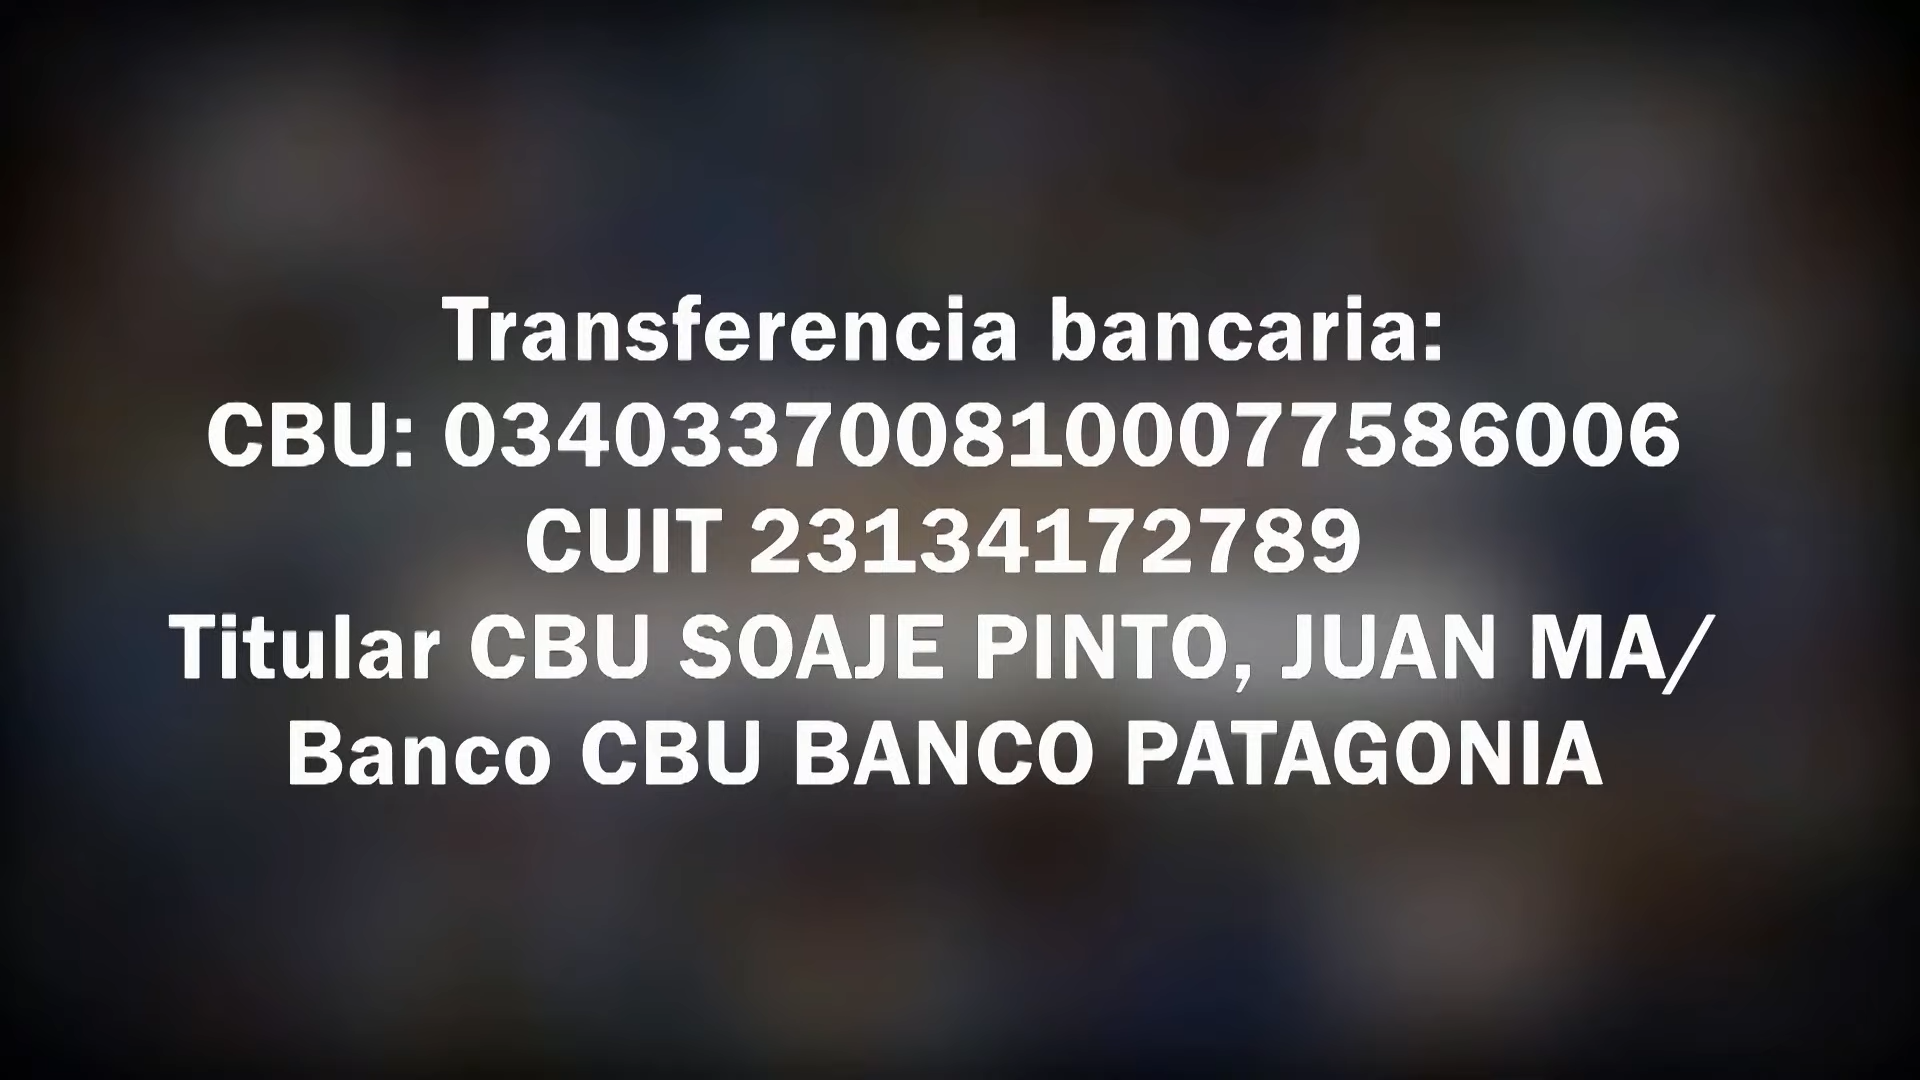 Transferencia bancaria:
CBU: 0340337008100077586006
CUIT 23134172789
Titular CBU SOAJE PINTO, JUAN MA/
Banco CBU BANCO PATAGONIA